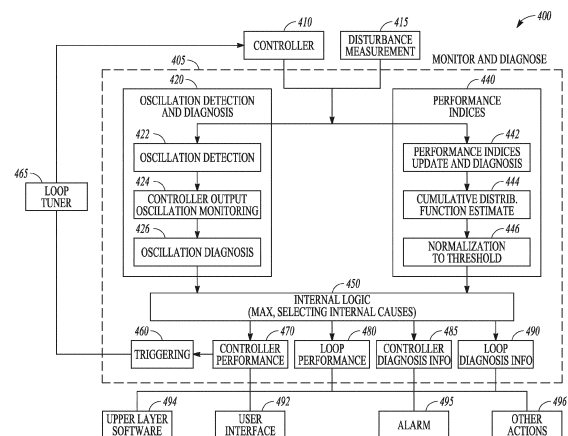 400
410
CONTROLLER
415
DISTURBANCE
MEASUREMENT
MONITOR AND DIAGNOSE
405
420
OSCILLATION DETECTION
AND DIAGNOSIS
422
OSCILLATION DETECTION
424
CONTROLLER OUTPUT
OSCILLATION MONITORING
426
OSCILLATION DIAGNOSIS
440
PERFORMANCE
INDICES
442
PERFORMANCE INDICES
UPDATE AND DIAGNOSIS
444
CUMULATIVE DISTRIB.
FUNCTION ESTIMATE
446
NORMALIZATION
TO THRESHOLD
465
LOOP
TUNER
450
INTERNAL LOGIC
(MAX, SELECTING INTERNAL CAUSES)
460
TRIGGERING
470
CONTROLLER
PERFORMANCE
480
LOOP
PERFORMANCE
485
CONTROLLER
DIAGNOSIS INFO
490
LOOP
DIAGNOSIS INFO
494
UPPER LAYER
SOFTWARE
492
USER
INTERFACE
495
ALARM
496
OTHER
ACTIONS